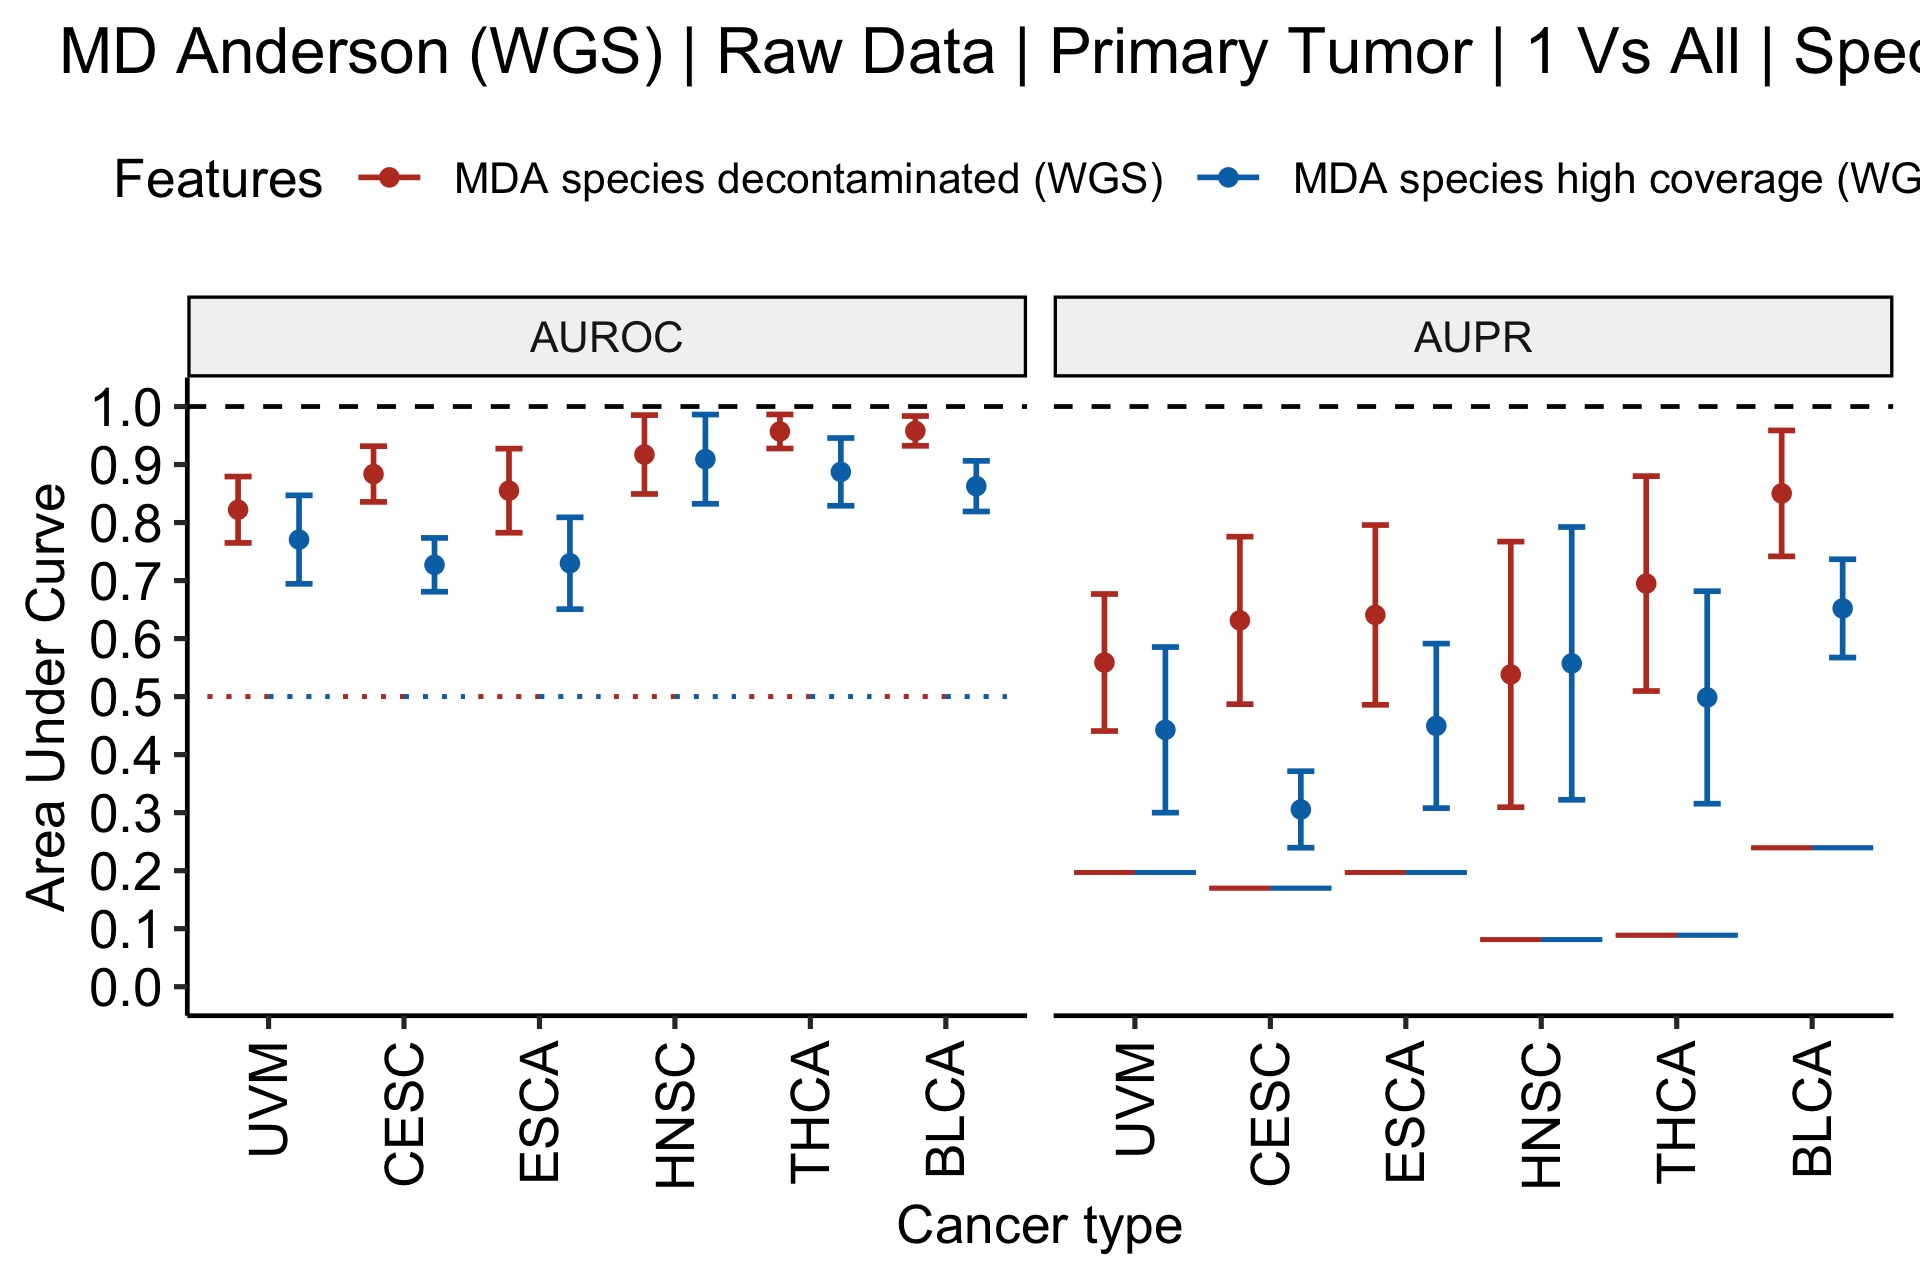 MD Anderson (WGS) | Raw Data | Primary Tumor | 1 Vs All | Spec
Features MDA species decontaminated (WGS) MDA species high coverage (WG
AUROC AUPR
Area Under Curve
1.0
0.9
0.8
0.7
0.6
0.5
0.4
0.3
0.2
0.1
0.0
UVM CESC ESCA HNSC THCA BLCA UVM CESC ESCA HNSC THCA BLCA
Cancer type